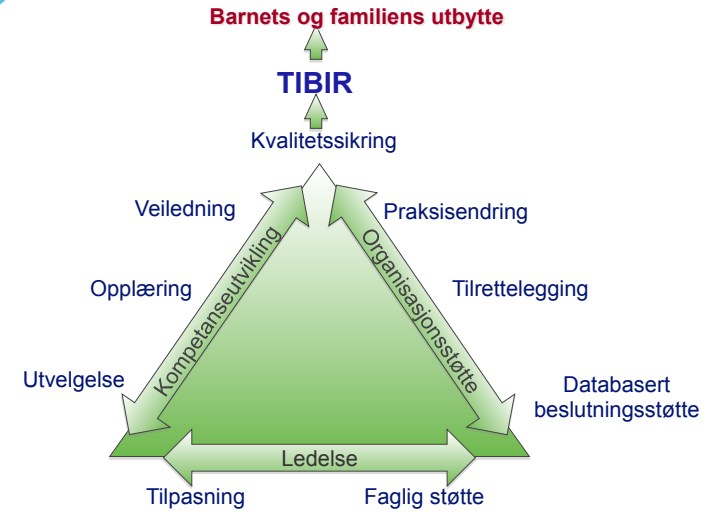 Barnets og familiens utbytte
TIBIR
Kvalitetssikring
Veiledning
Praksisendring
Kompetanseutvikling
Organisasjonsstøtte
Opplæring
Tilrettelegging
Utvelgelse
Databasert
beslutningsstøtte
Ledelse
Tilpasning
Faglig støtte